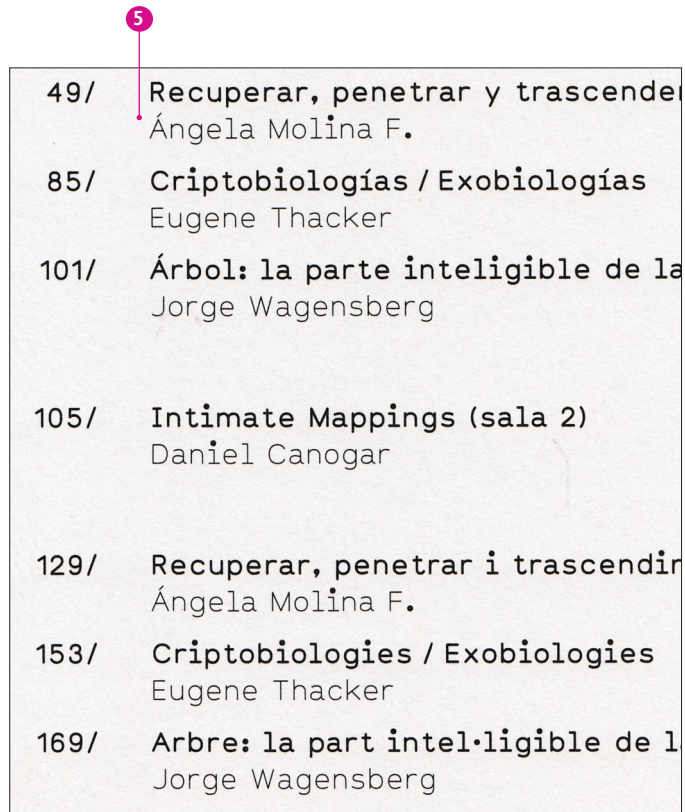 5
49/ Recuperar, penetrar y trascender
Ángela Molina F.
85/ Criptobiologías / Exobiologías
Eugene Thacker
101/ Árbol: la parte inteligible de la
Jorge Wagensberg
105/ Intimate Mappings (sala 2)
Daniel Canogar
129/ Recuperar, penetrar i trascendir
Ángela Molina F.
153/ Criptobiologies / Exobiologies
Eugene Thacker
169/ Arbre: la part intel·ligible de l
Jorge Wagensberg